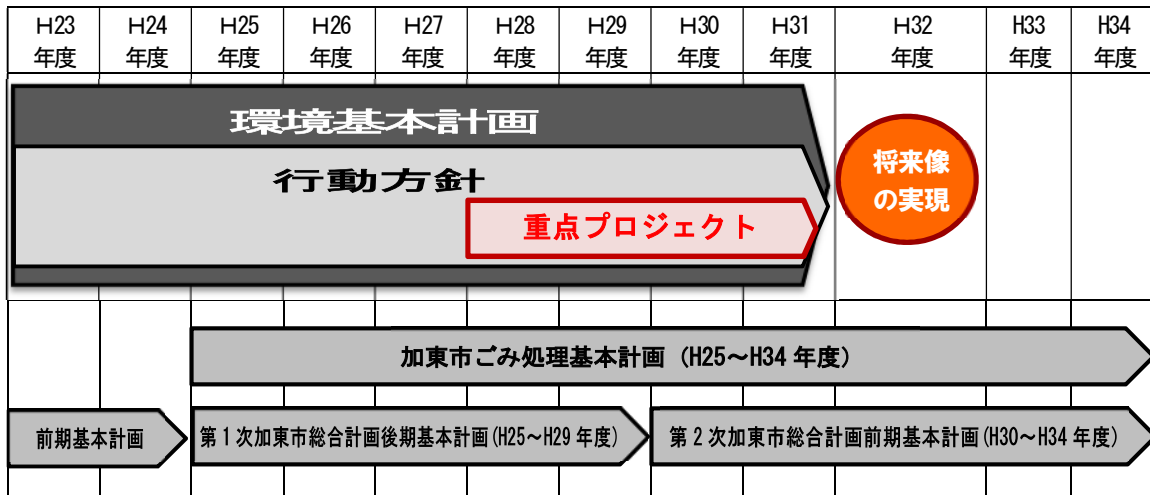 H23 H24 H25 H26 H27 H28 H29 H30 H31 H32 H33 H34
年度 年度 年度 年度 年度 年度 年度 年度 年度 年度 年度 年度
環境基本計画
行動方針
重点プロジェクト
将来像
の実現
加東市ごみ処理基本計画（H25～H34 年度）
前期基本計画
第１次加東市総合計画後期基本計画(H25～H29 年度)
第２次加東市総合計画前期基本計画(H30～H34 年度)